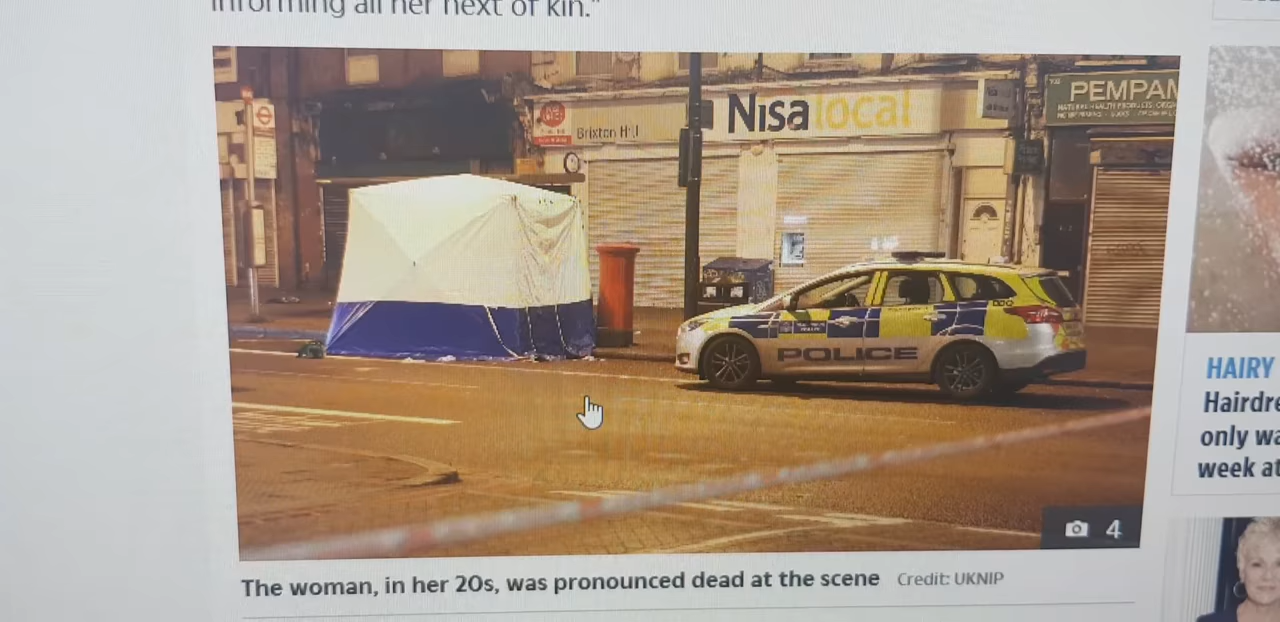 informing all her next of kin."
Nisa local
Brixton Hill
PEMPAM
POLICE
4
The woman, in her 20s, was pronounced dead at the scene Credit: UKNIP
HAIRY
Hairdre
only wa
week at